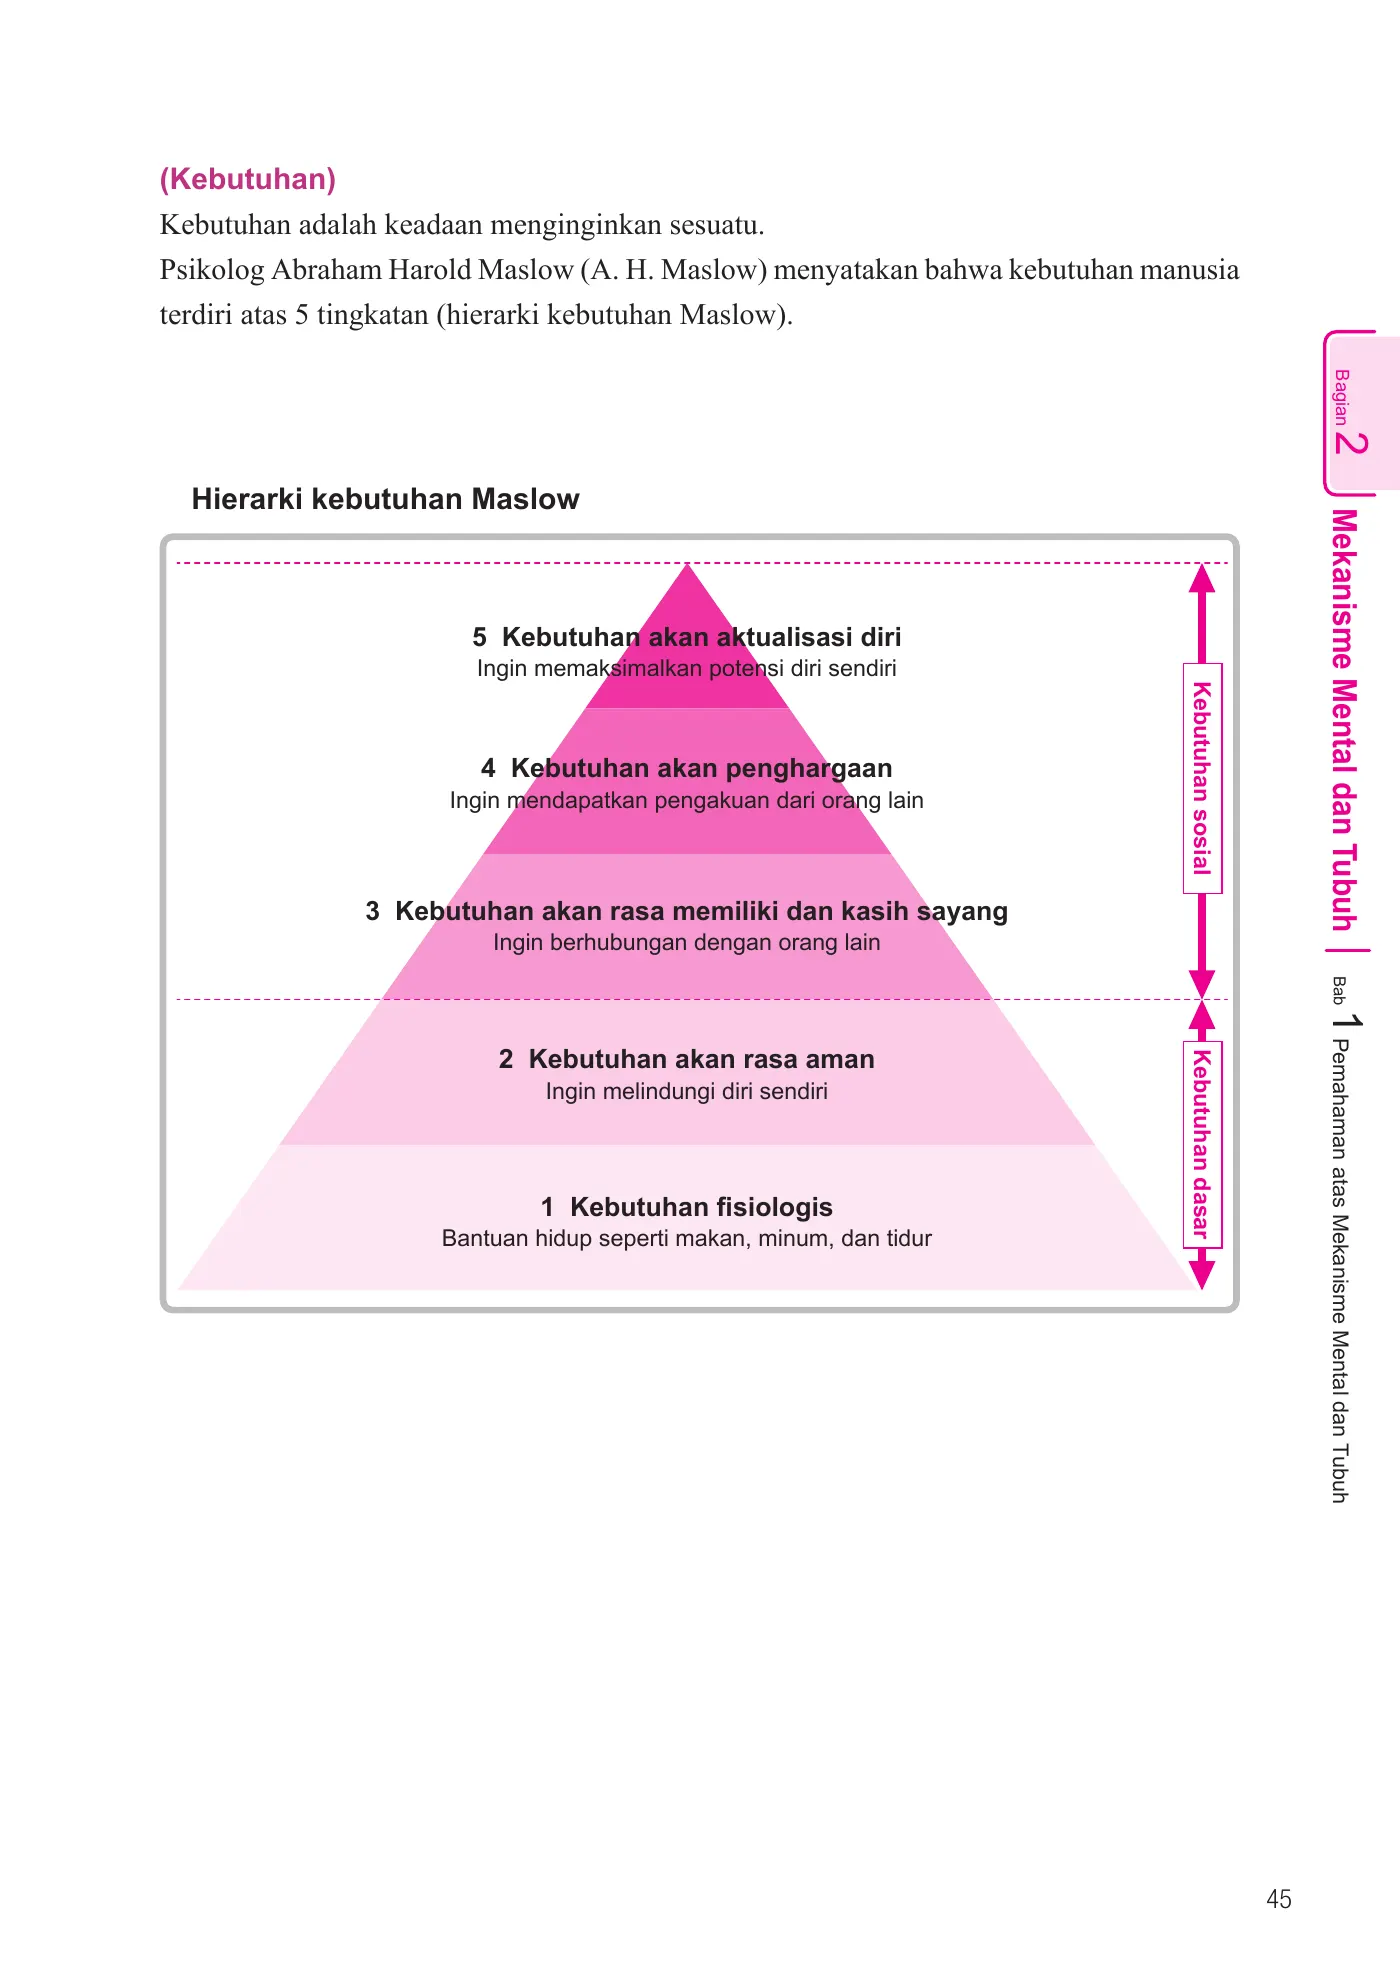 (Kebutuhan)
Kebutuhan adalah keadaan menginginkan sesuatu.
Psikolog Abraham Harold Maslow (A. H. Maslow) menyatakan bahwa kebutuhan manusia
terdiri atas 5 tingkatan (hierarki kebutuhan Maslow).
Hierarki kebutuhan Maslow
5 Kebutuhan akan aktualisasi diri
Ingin memaksimalkan potensi diri sendiri
4 Kebutuhan akan penghargaan
Ingin mendapatkan pengakuan dari orang lain
3 Kebutuhan akan rasa memiliki dan kasih sayang
Ingin berhubungan dengan orang lain
2 Kebutuhan akan rasa aman
Ingin melindungi diri sendiri
1 Kebutuhan fisiologis
Bantuan hidup seperti makan, minum, dan tidur
Kebutuhan sosial
Kebutuhan dasar
Bagian 2 Mekanisme Mental dan Tubuh
Bab 1 Pemahaman atas Mekanisme Mental dan Tubuh
45